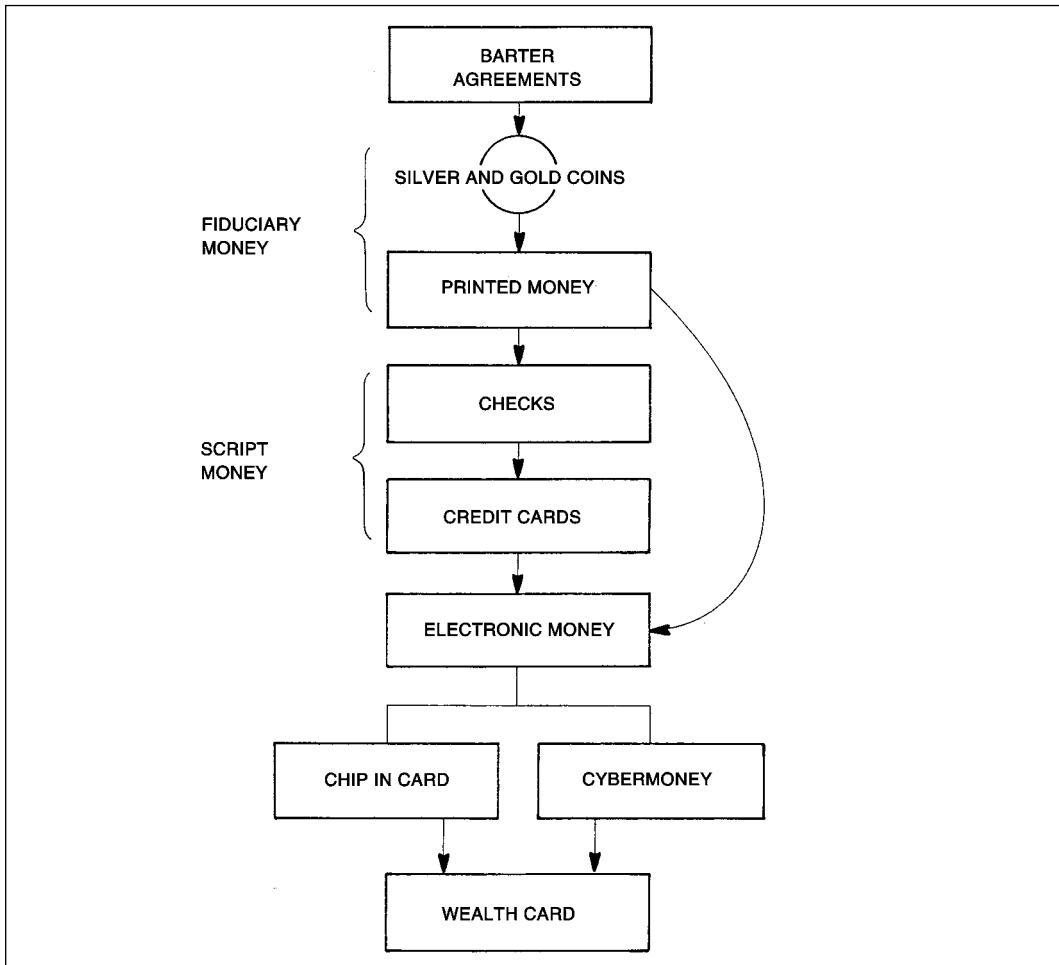 BARTER
AGREEMENTS
SILVER AND GOLD COINS
FIDUCIARY
MONEY
PRINTED MONEY
CHECKS
SCRIPT
MONEY
CREDIT CARDS
ELECTRONIC MONEY
CHIP IN CARD
CYBERMONEY
WEALTH CARD